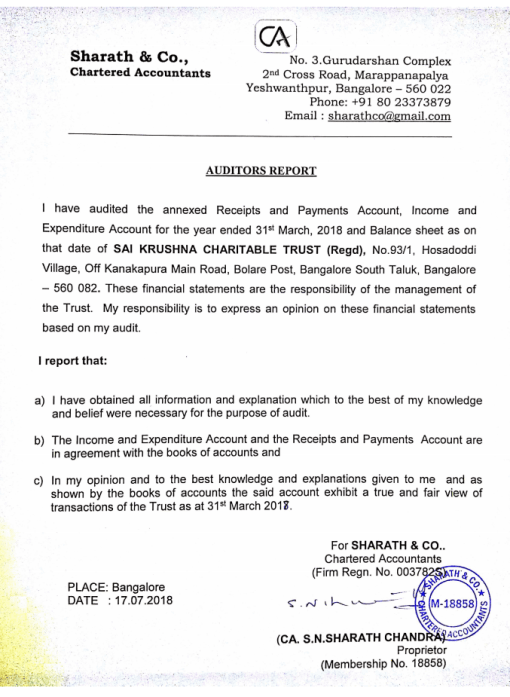 CA
Sharath & Co.,
Chartered Accountants
No. 3.Gurudarshan Complex
2nd Cross Road, Marappanapalya
Yeshwanthpur, Bangalore – 560 022
Phone: +91 80 23373879
Email : sharathco@gmail.com
AUDITORS REPORT
I have audited the annexed Receipts and Payments Account, Income and
Expenditure Account for the year ended 31st March, 2018 and Balance sheet as on
that date of SAI KRUSHNA CHARITABLE TRUST (Regd), No.93/1, Hosadoddi
Village, Off Kanakapura Main Road, Bolare Post, Bangalore South Taluk, Bangalore
– 560 082. These financial statements are the responsibility of the management of
the Trust. My responsibility is to express an opinion on these financial statements
based on my audit.
I report that:
a) I have obtained all information and explanation which to the best of my knowledge
and belief were necessary for the purpose of audit.
b) The Income and Expenditure Account and the Receipts and Payments Account are
in agreement with the books of accounts and
c) In my opinion and to the best knowledge and explanations given to me and as
shown by the books of accounts the said account exhibit a true and fair view of
transactions of the Trust as at 31st March 2018.
For SHARATH & CO..
Chartered Accountants
(Firm Regn. No. 003782S)
PLACE: Bangalore
DATE : 17.07.2018
SHARATH & CO.
M-18858
CHARTERED ACCOUNTANTS
(CA. S.N.SHARATH CHANDRA)
Proprietor
(Membership No. 18858)